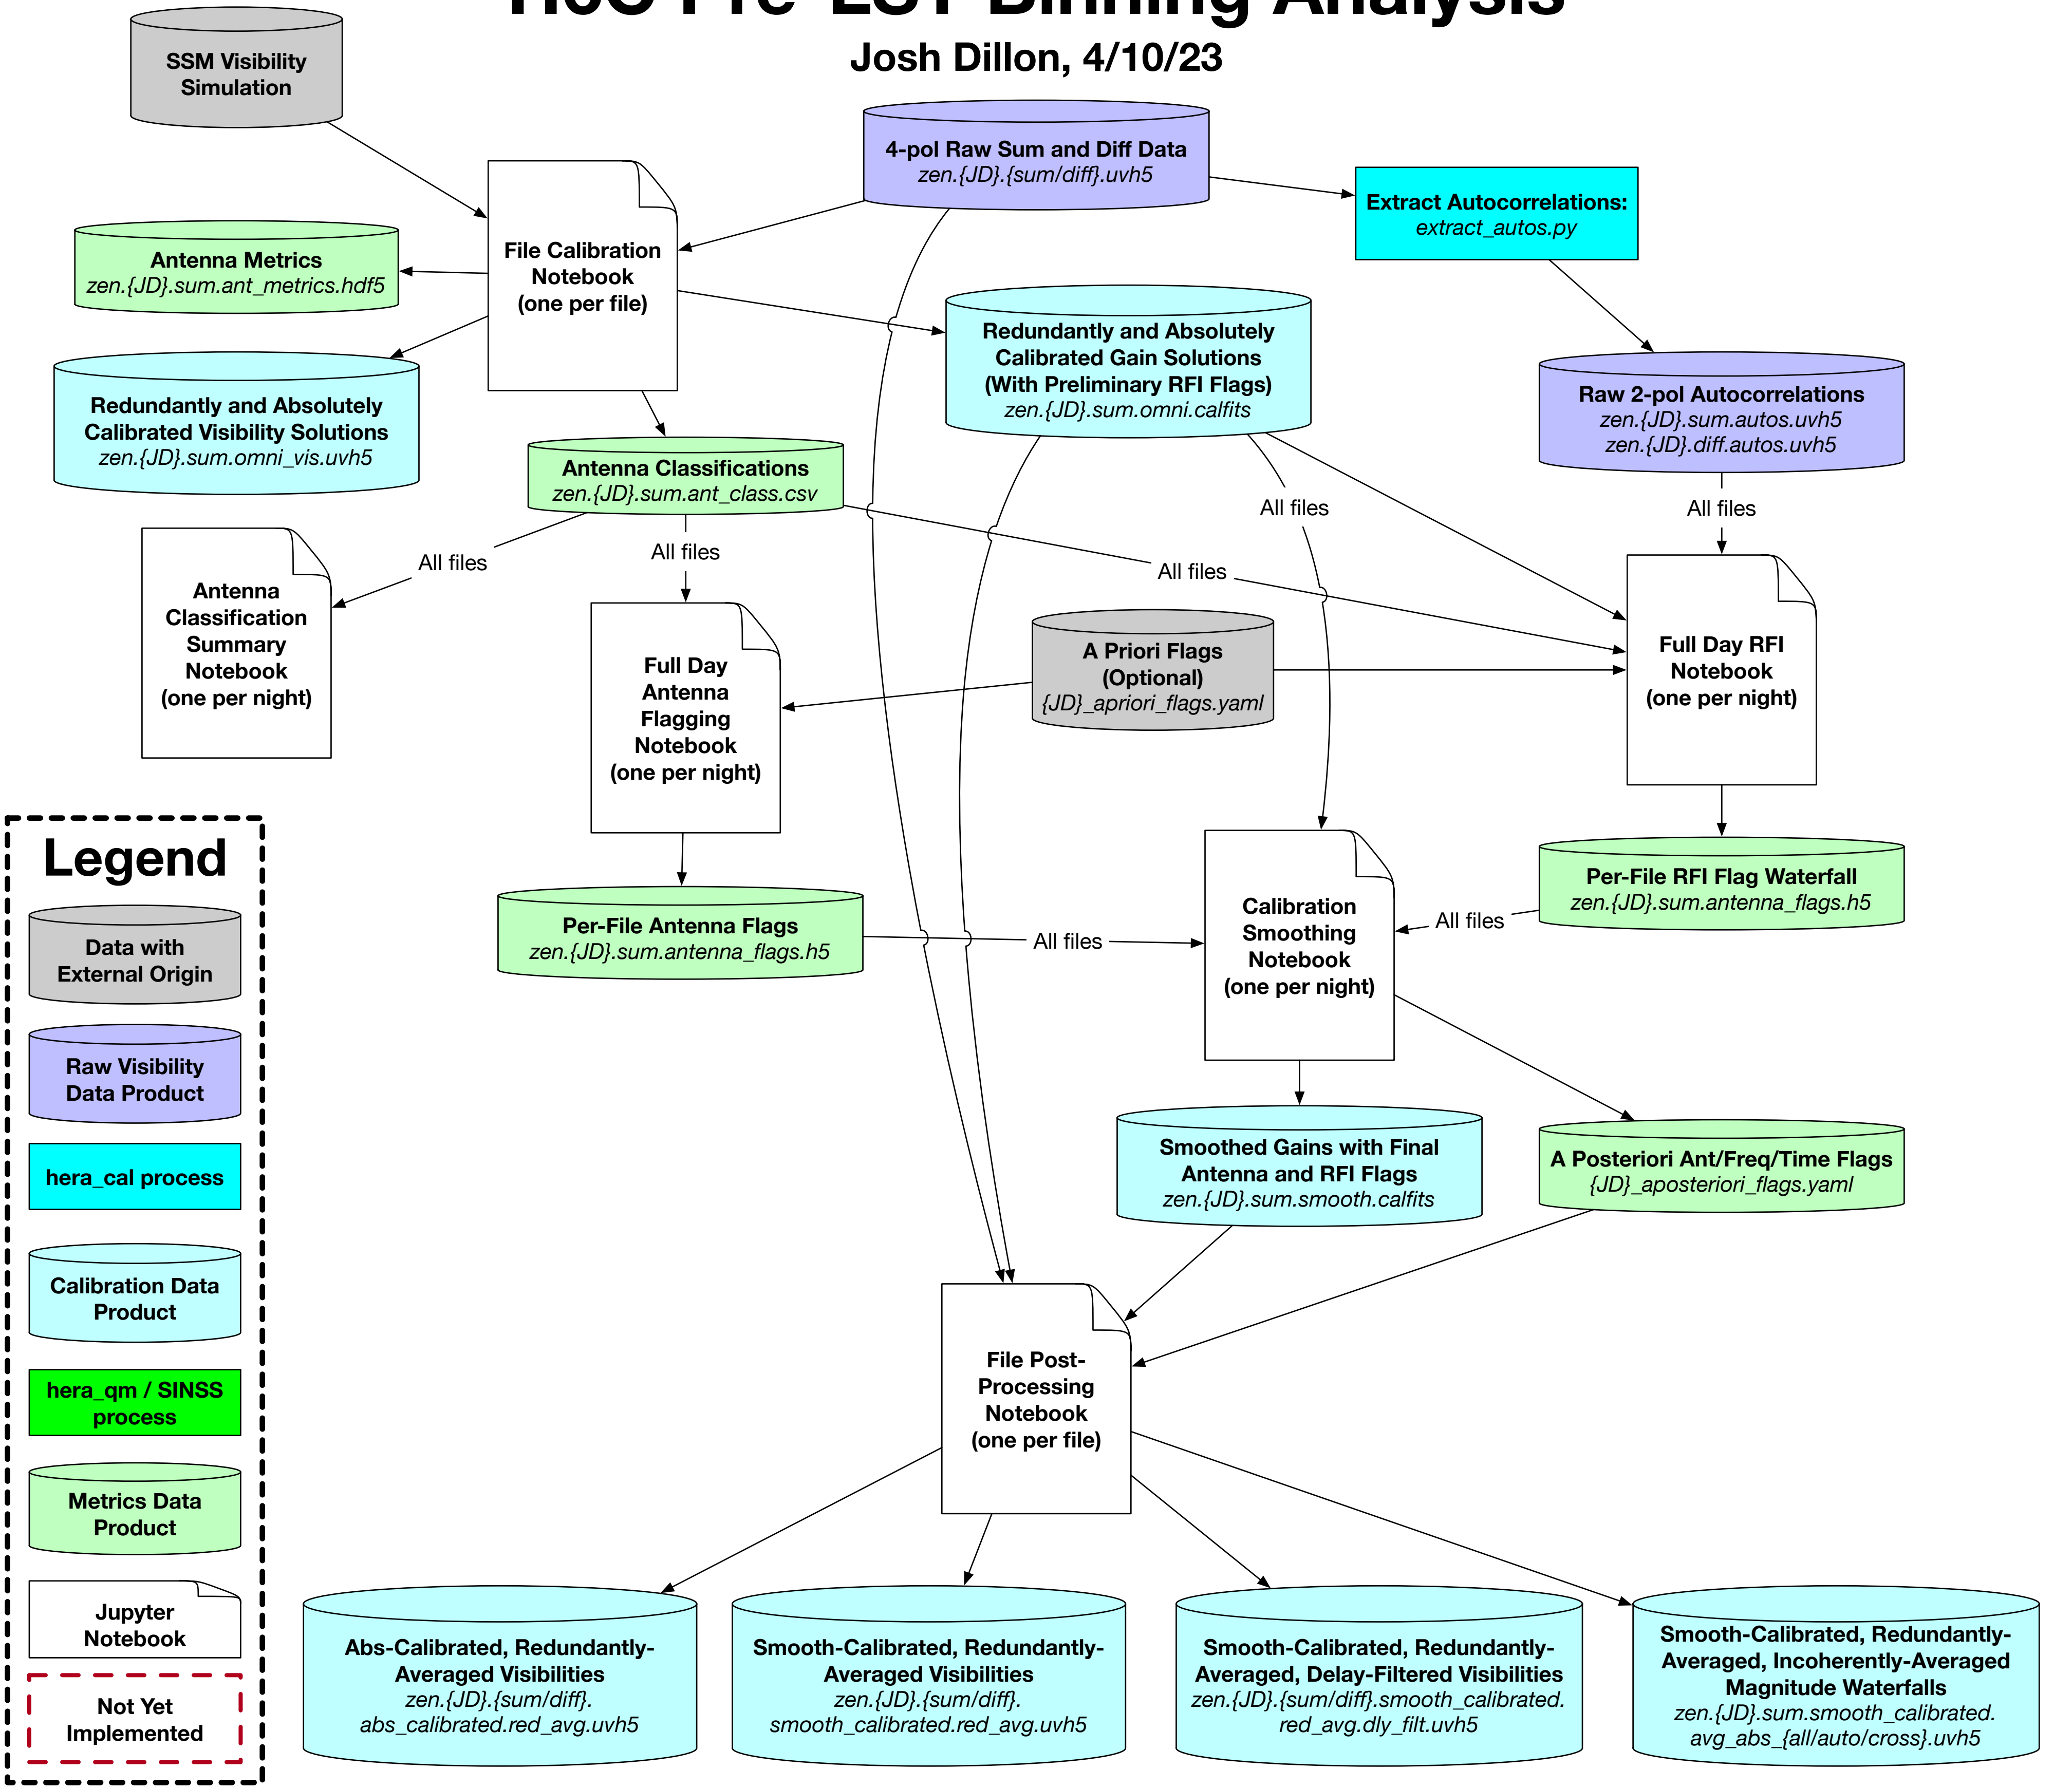 Josh Dillon, 4/10/23
SSM Visibility
Simulation
4-pol Raw Sum and Diff Data
zen.{JD}.{sum/diff}.uvh5
Extract Autocorrelations:
extract_autos.py
File Calibration
Notebook
(one per file)
Antenna Metrics
zen.{JD}.sum.ant_metrics.hdf5
Redundantly and Absolutely
Calibrated Gain Solutions
(With Preliminary RFI Flags)
zen.{JD}.sum.omni.calfits
Redundantly and Absolutely
Calibrated Visibility Solutions
zen.{JD}.sum.omni_vis.uvh5
Raw 2-pol Autocorrelations
zen.{JD}.sum.autos.uvh5
zen.{JD}.diff.autos.uvh5
Antenna Classifications
zen.{JD}.sum.ant_class.csv
All files
All files
All files
All files
All files
Antenna
Classification
Summary
Notebook
(one per night)
Full Day
Antenna
Flagging
Notebook
(one per night)
A Priori Flags
(Optional)
{JD}_apriori_flags.yaml
Full Day RFI
Notebook
(one per night)
Per-File Antenna Flags
zen.{JD}.sum.antenna_flags.h5
All files
Calibration
Smoothing
Notebook
(one per night)
All files
Per-File RFI Flag Waterfall
zen.{JD}.sum.antenna_flags.h5
Smoothed Gains with Final
Antenna and RFI Flags
zen.{JD}.sum.smooth.calfits
A Posteriori Ant/Freq/Time Flags
{JD}_aposteriori_flags.yaml
File Post-
Processing
Notebook
(one per file)
Abs-Calibrated, Redundantly-
Averaged Visibilities
zen.{JD}.{sum/diff}.
abs_calibrated.red_avg.uvh5
Smooth-Calibrated, Redundantly-
Averaged Visibilities
zen.{JD}.{sum/diff}.
smooth_calibrated.red_avg.uvh5
Smooth-Calibrated, Redundantly-
Averaged, Delay-Filtered Visibilities
zen.{JD}.{sum/diff}.smooth_calibrated.
red_avg.dly_filt.uvh5
Smooth-Calibrated, Redundantly-
Averaged, Incoherently-Averaged
Magnitude Waterfalls
zen.{JD}.sum.smooth_calibrated.
avg_abs_{all/auto/cross}.uvh5
Legend
Data with
External Origin
Raw Visibility
Data Product
hera_cal process
Calibration Data
Product
hera_qm / SINSS
process
Metrics Data
Product
Jupyter
Notebook
Not Yet
Implemented